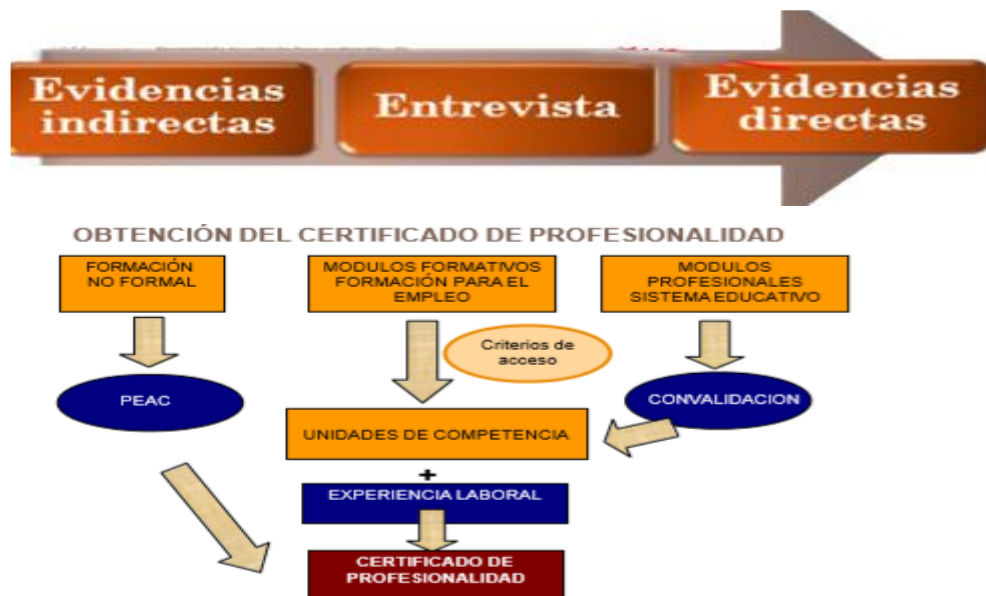 Evidencias
indirectas
Entrevista
Evidencias
directas
OBTENCIÓN DEL CERTIFICADO DE PROFESIONALIDAD
FORMACIÓN
NO FORMAL
MODULOS FORMATIVOS
FORMACIÓN PARA EL
EMPLEO
MODULOS
PROFESIONALES
SISTEMA EDUCATIVO
Criterios de
acceso
PEAC
CONVALIDACION
UNIDADES DE COMPETENCIA
+
EXPERIENCIA LABORAL
CERTIFICADO DE
PROFESIONALIDAD